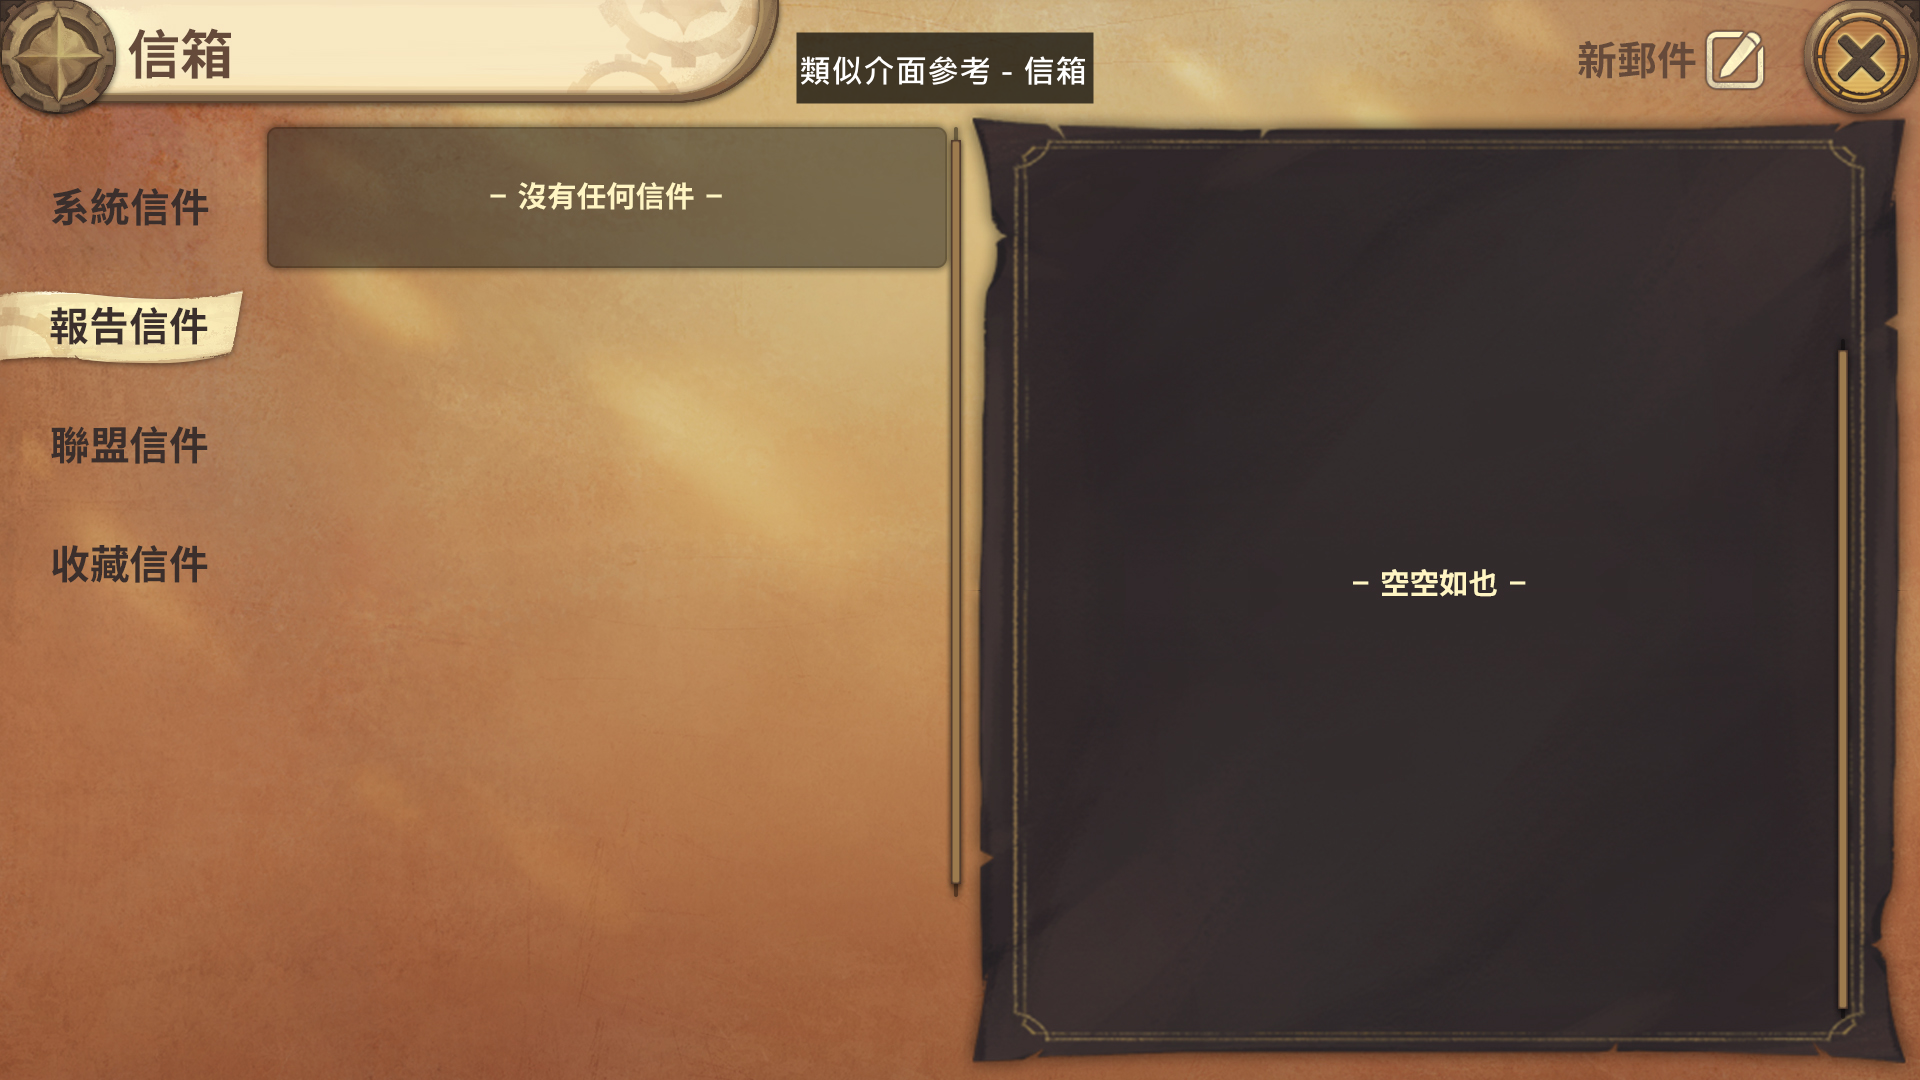 信箱
類似介面參考 - 信箱
新郵件
系統信件
報告信件
聯盟信件
收藏信件
– 沒有任何信件 –
– 空空如也 –